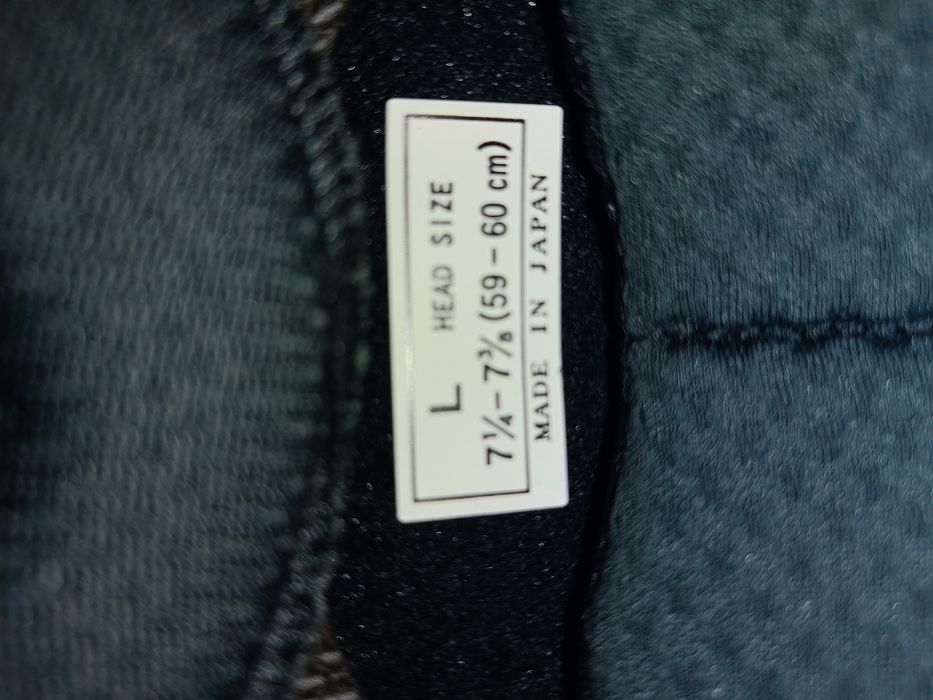 L HEAD SIZE
7¼–7⅜ (59–60 cm)
MADE IN JAPAN